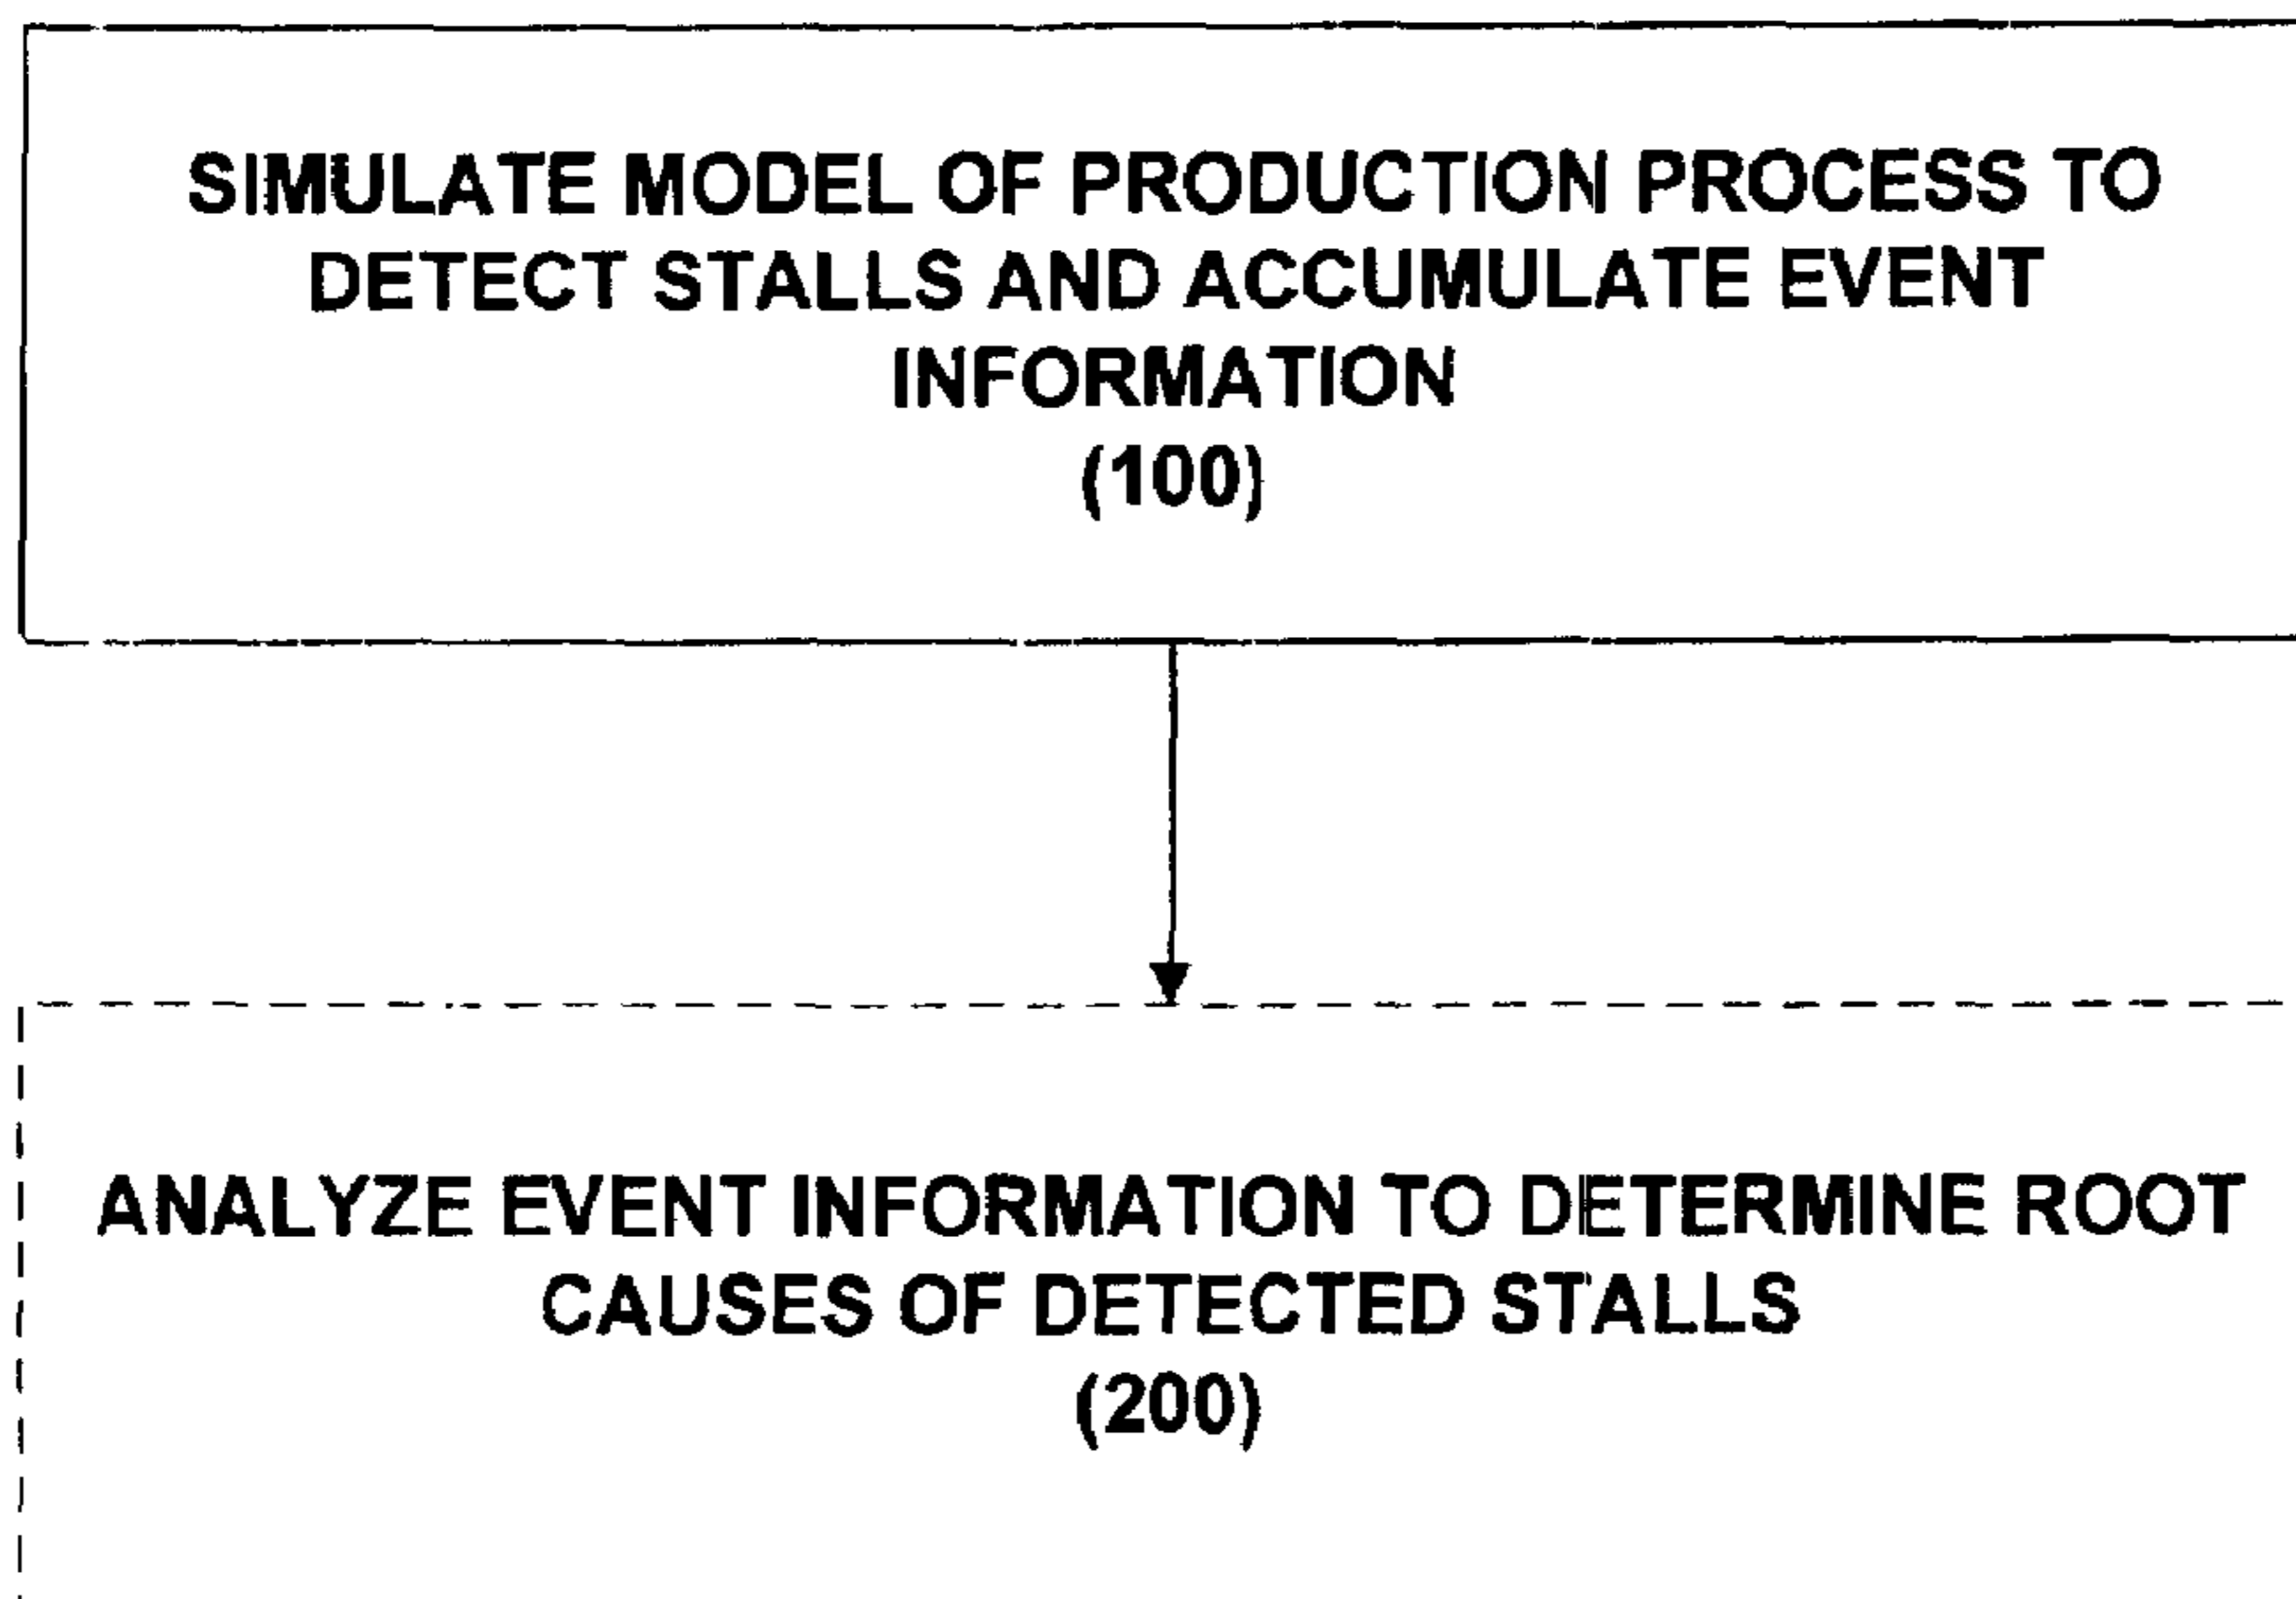 SIMULATE MODEL OF PRODUCTION PROCESS TO
DETECT STALLS AND ACCUMULATE EVENT
INFORMATION
(100)
ANALYZE EVENT INFORMATION TO DETERMINE ROOT
CAUSES OF DETECTED STALLS
(200)